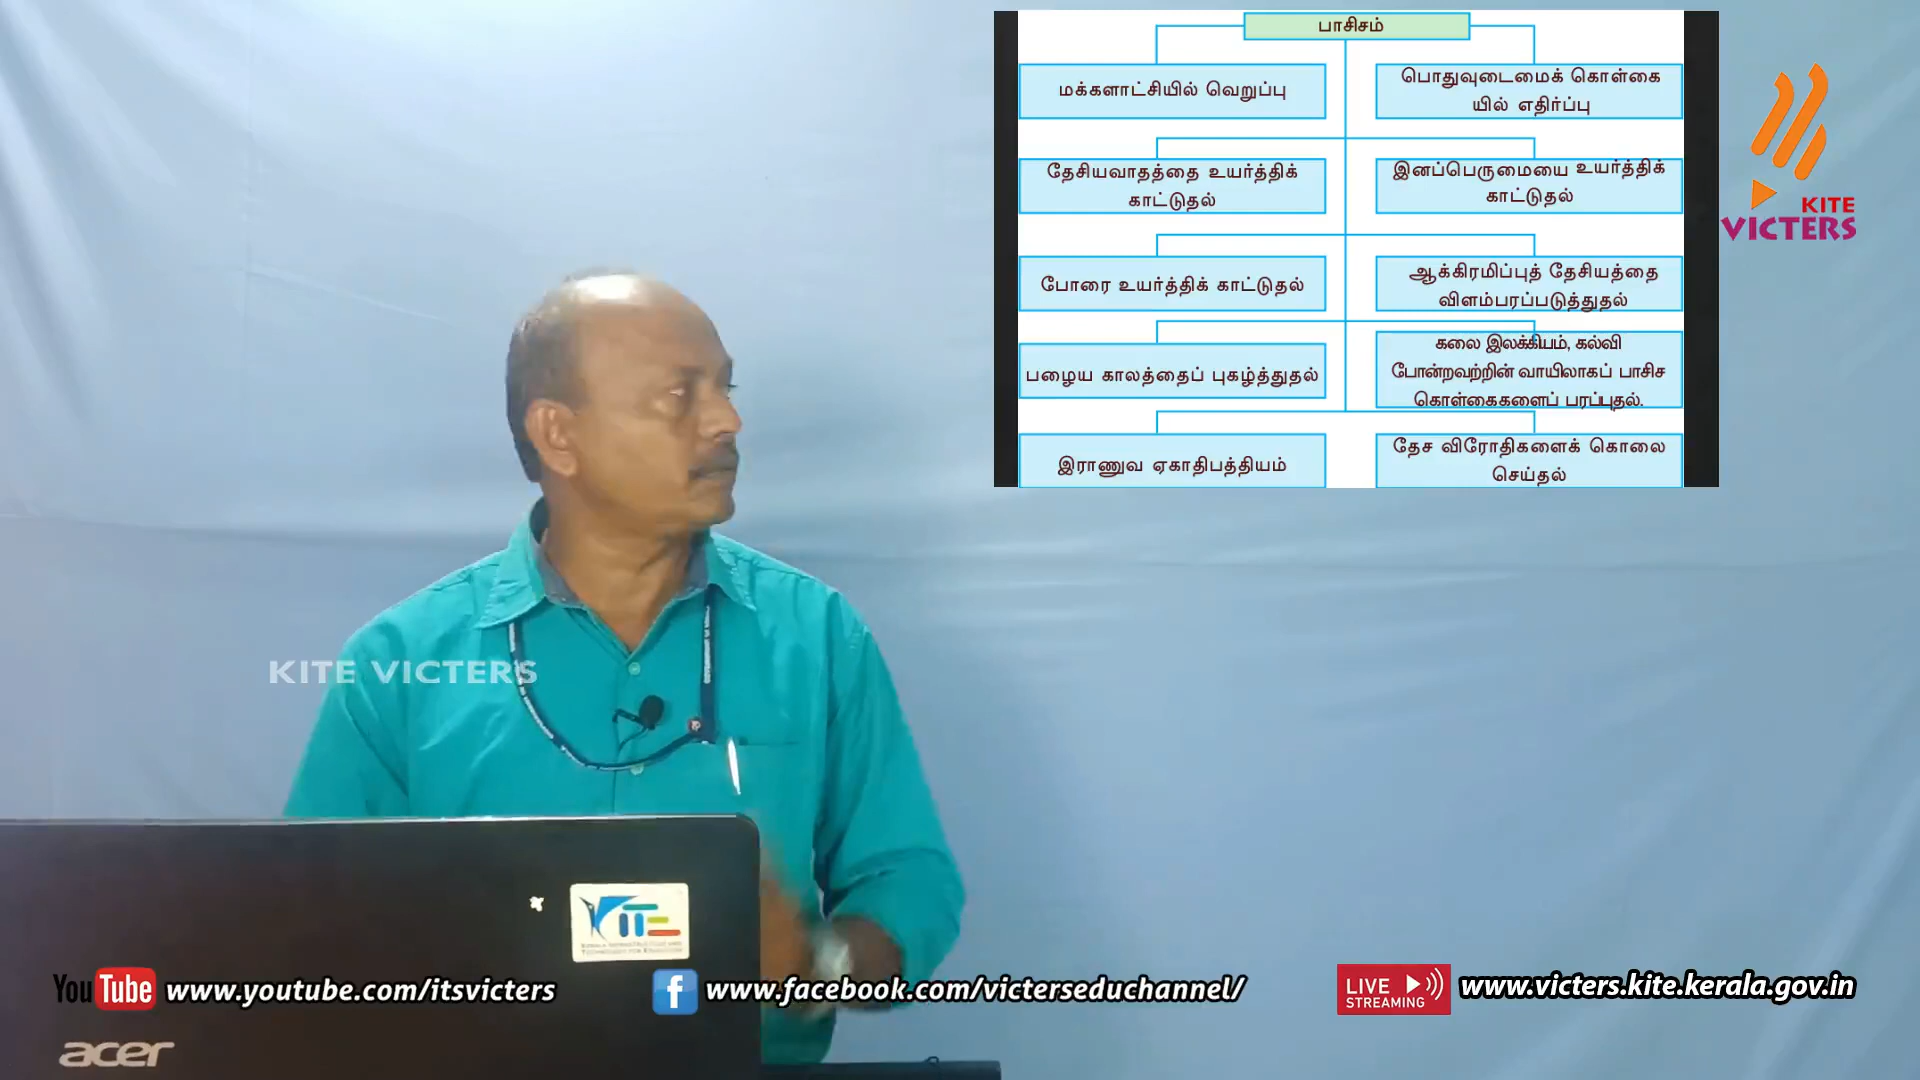 பாசிசம்
மக்களாட்சியில் வெறுப்பு
பொதுவுடைமைக் கொள்கை
யில் எதிர்ப்பு
தேசியவாதத்தை உயர்த்திக்
காட்டுதல்
இனப்பெருமையை உயர்த்திக்
காட்டுதல்
போரை உயர்த்திக் காட்டுதல்
ஆக்கிரமிப்புத் தேசியத்தை
விளம்பரப்படுத்துதல்
பழைய காலத்தைப் புகழ்த்துதல்
கலை இலக்கியம், கல்வி
போன்றவற்றின் வாயிலாகப் பாசிச
கொள்கைகளைப் பரப்புதல்.
இராணுவ ஏகாதிபத்தியம்
தேச விரோதிகளைக் கொலை
செய்தல்
KITE
VICTERS
KITE VICTERS
KITE
YouTube www.youtube.com/itsvicters
f www.facebook.com/victerseduchannel/
LIVE
STREAMING
www.victers.kite.kerala.gov.in
acer